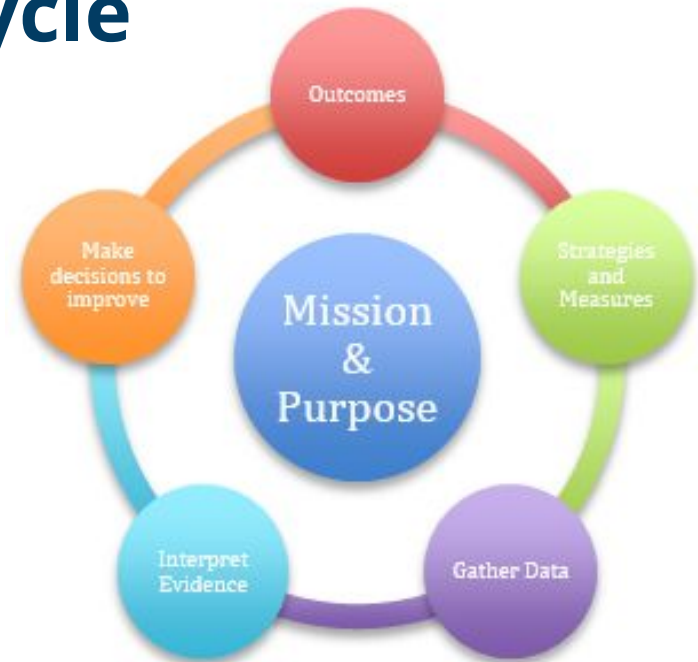 ycle
Outcomes
Strategies
and
Measures
Gather Data
Interpret
Evidence
Make
decisions to
improve
Mission
&
Purpose